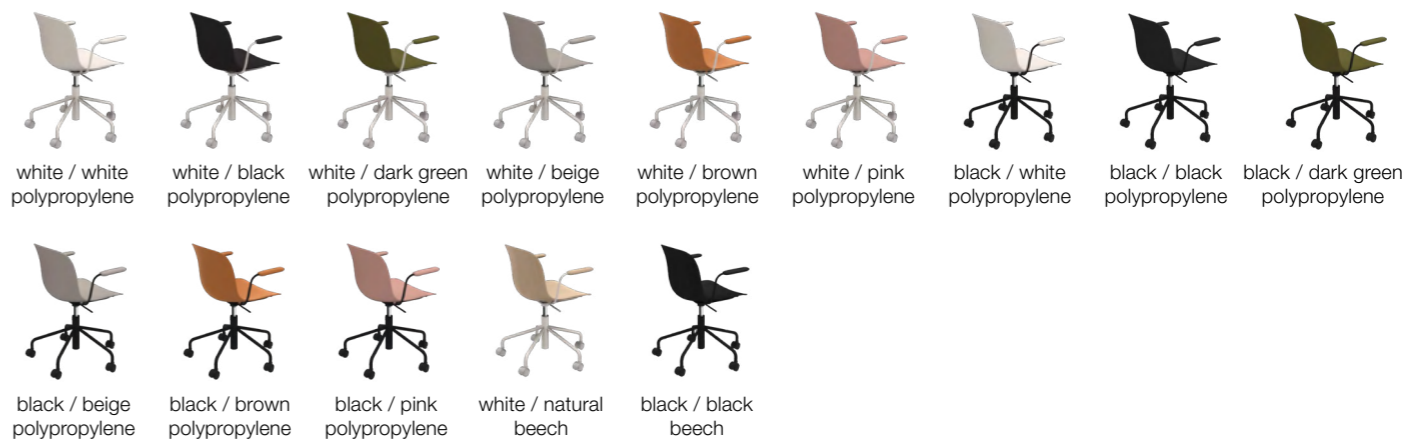 white / white
polypropylene
white / black
polypropylene
white / dark green
polypropylene
white / beige
polypropylene
white / brown
polypropylene
white / pink
polypropylene
black / white
polypropylene
black / black
polypropylene
black / dark green
polypropylene
black / beige
polypropylene
black / brown
polypropylene
black / pink
polypropylene
white / natural
beech
black / black
beech